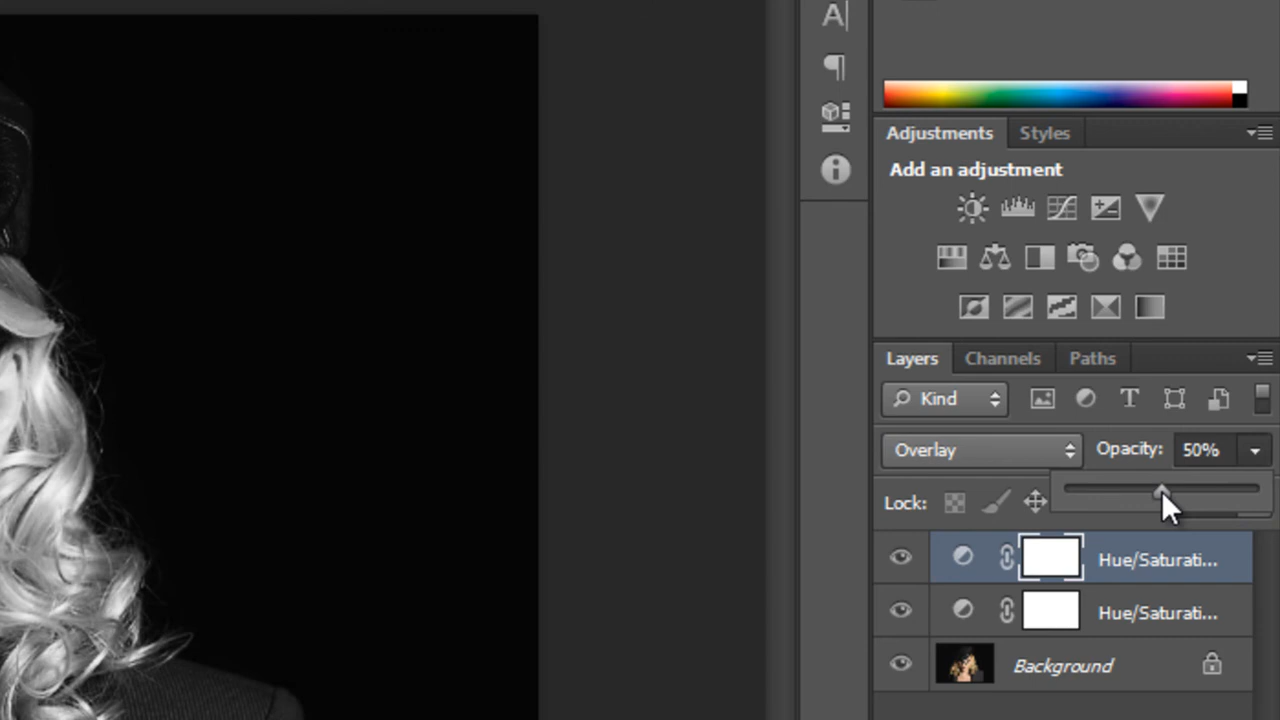 A
Adjustments Styles
Add an adjustment
Layers Channels Paths
Kind T
Overlay Opacity: 50%
Lock:
Hue/Saturati...
Hue/Saturati...
Background